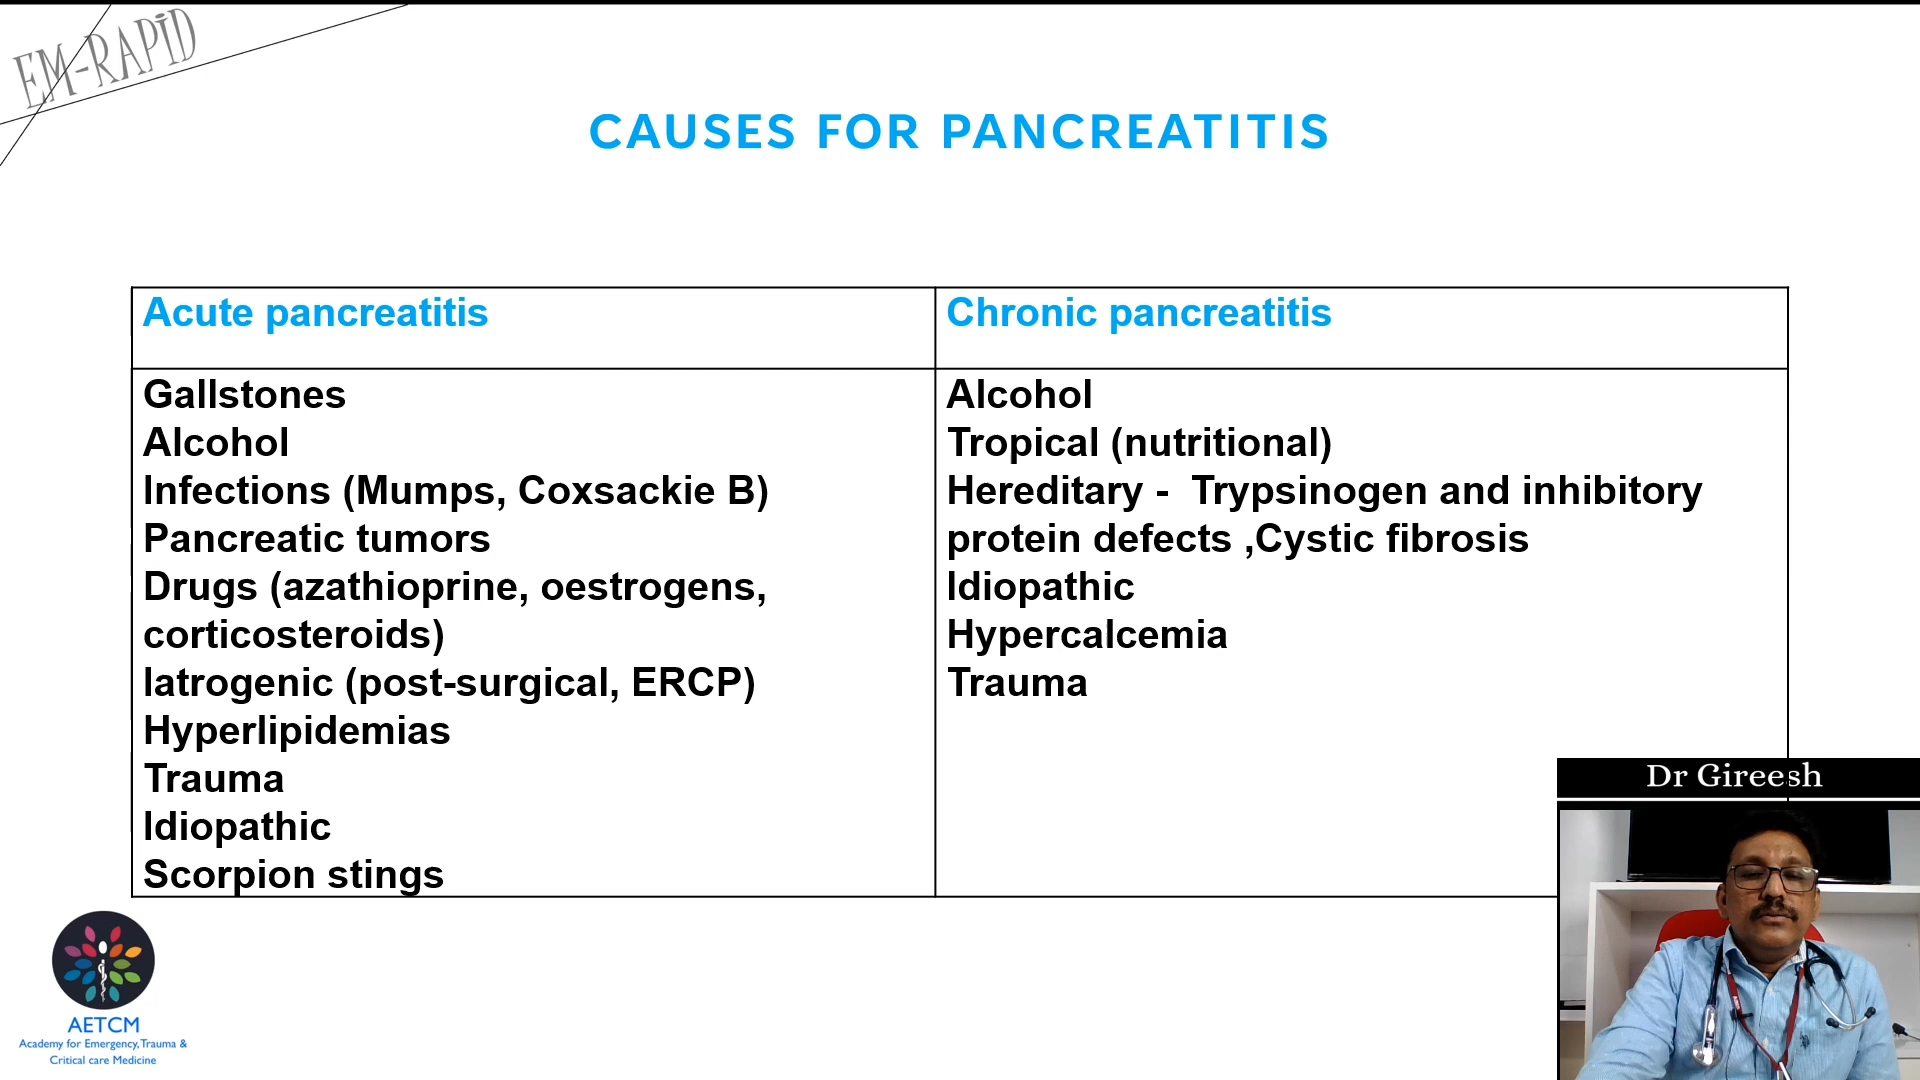 EM-RAPiD
CAUSES FOR PANCREATITIS
Acute pancreatitis
Chronic pancreatitis
Gallstones
Alcohol
Infections (Mumps, Coxsackie B)
Pancreatic tumors
Drugs (azathioprine, oestrogens,
corticosteroids)
Iatrogenic (post-surgical, ERCP)
Hyperlipidemias
Trauma
Idiopathic
Scorpion stings
Alcohol
Tropical (nutritional)
Hereditary -  Trypsinogen and inhibitory
protein defects ,Cystic fibrosis
Idiopathic
Hypercalcemia
Trauma
Dr Gireesh
AETCM
Academy for Emergency,Trauma &
Critical care Medicine